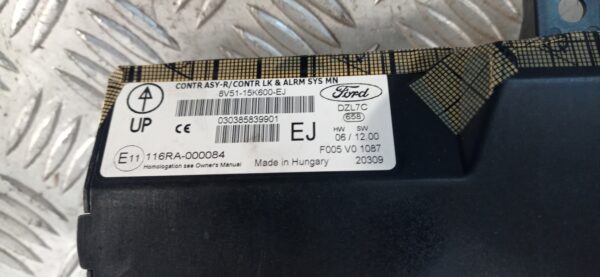 CONTR ASY-R/CONTR LK & ALRM SYS MN
8V51-15K600-EJ
Ford
DZL7C
658
UP
CE
030385839901
EJ
HW SW
06 / 12.00
E11 116RA-000084
F005 V0 1087
Homologation see Owner's Manual
Made in Hungary
20309